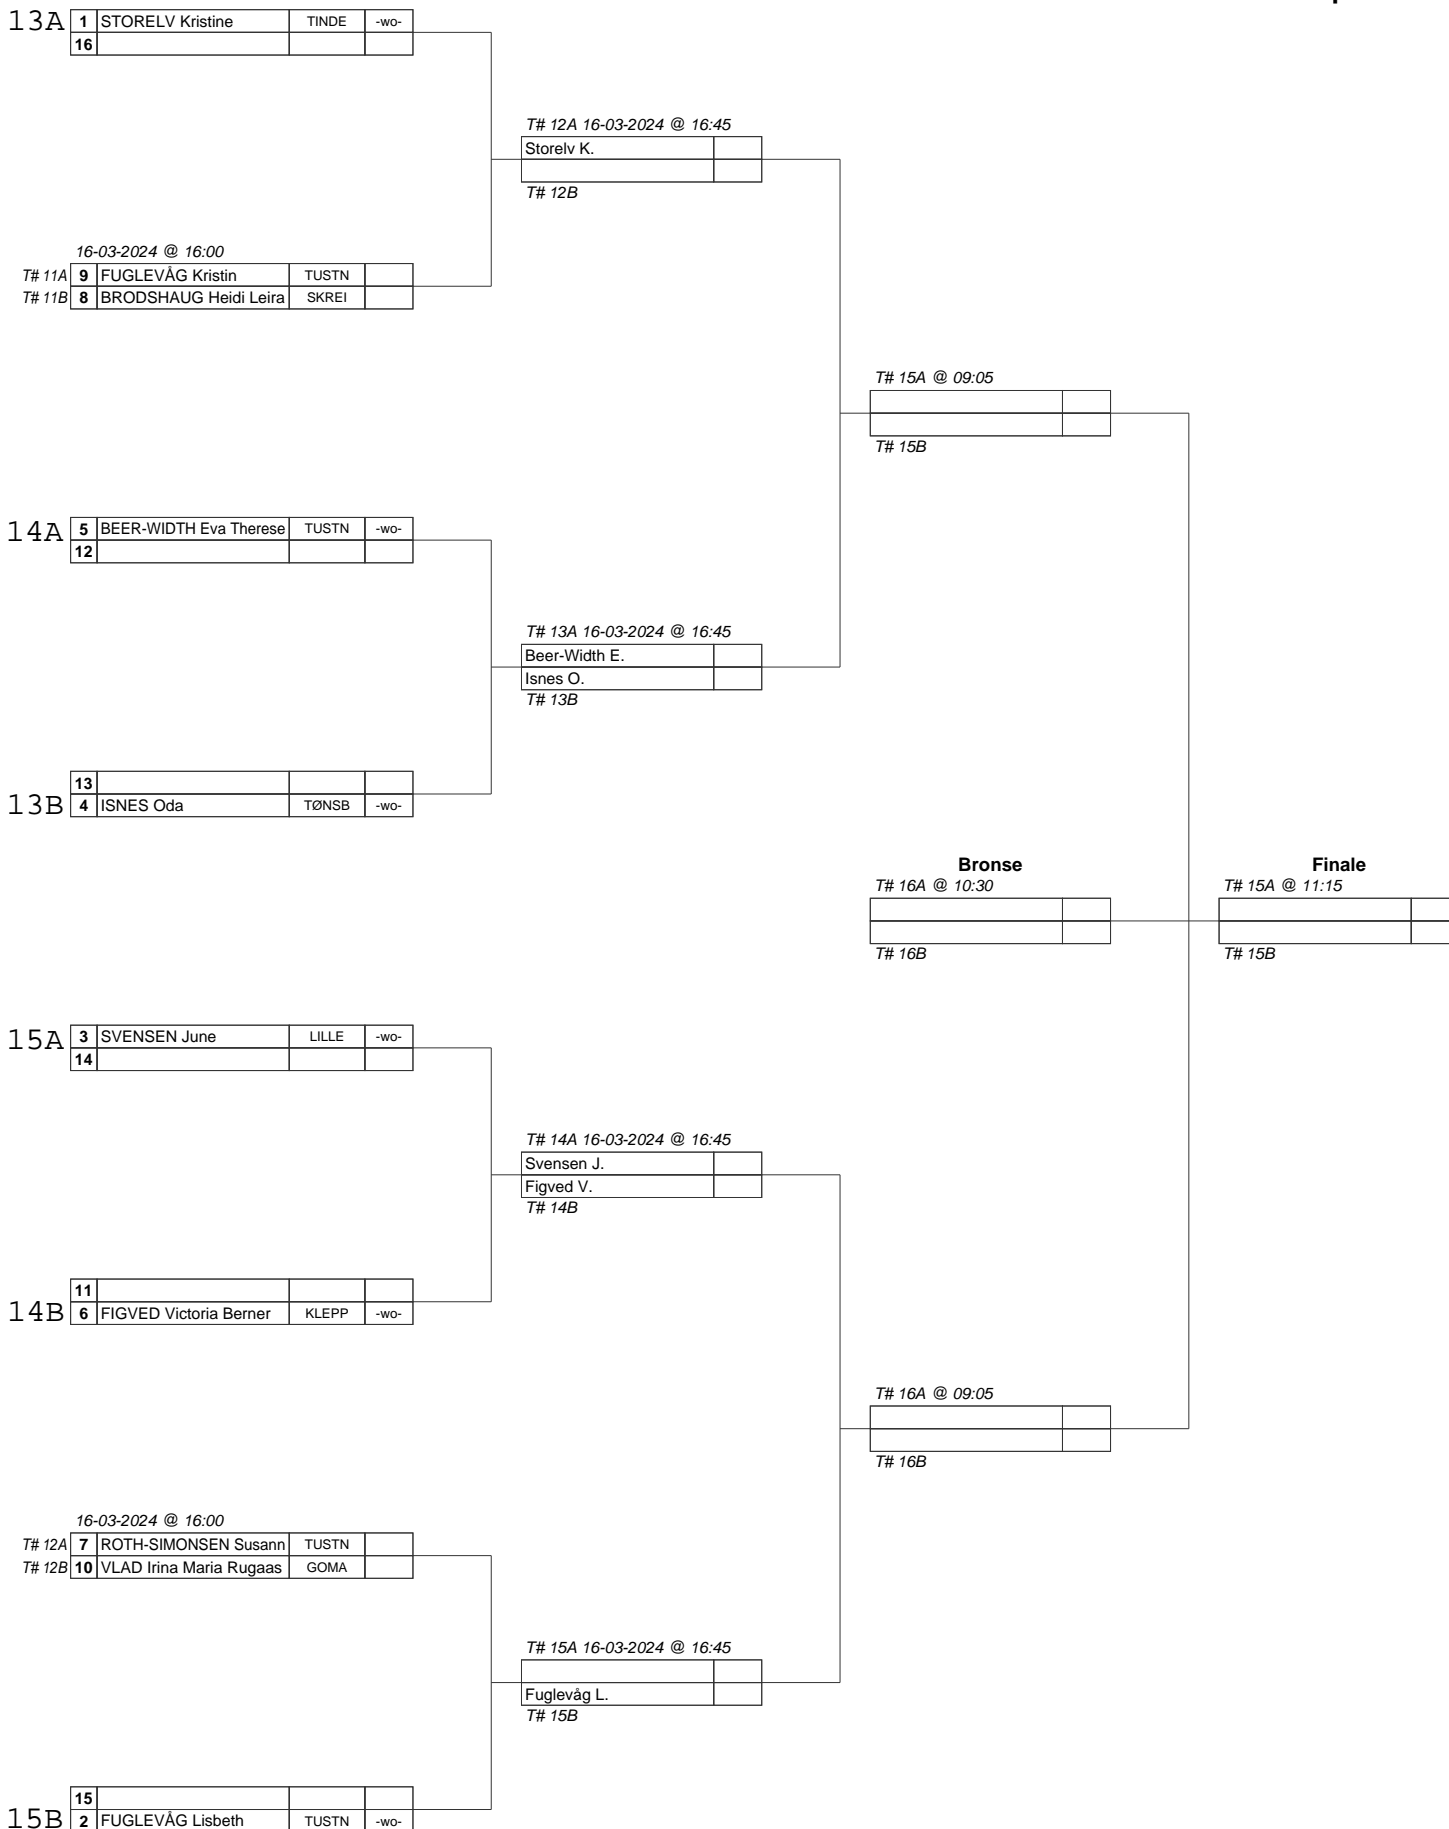 13A 1 STORELV Kristine TINDE -wo-
16
T# 12A 16-03-2024 @ 16:45
Storelv K.
T# 12B
16-03-2024 @ 16:00
T# 11A 9 FUGLEVÅG Kristin TUSTN
T# 11B 8 BRODSHAUG Heidi Leira SKREI
T# 15A @ 09:05
T# 15B
14A 5 BEER-WIDTH Eva Therese TUSTN -wo-
12
T# 13A 16-03-2024 @ 16:45
Beer-Width E.
Isnes O.
T# 13B
13
13B 4 ISNES Oda TØNSB -wo-
Bronse Finale
T# 16A @ 10:30 T# 15A @ 11:15
T# 16B T# 15B
15A 3 SVENSEN June LILLE -wo-
14
T# 14A 16-03-2024 @ 16:45
Svensen J.
Figved V.
T# 14B
11
14B 6 FIGVED Victoria Berner KLEPP -wo-
T# 16A @ 09:05
T# 16B
16-03-2024 @ 16:00
T# 12A 7 ROTH-SIMONSEN Susann TUSTN
T# 12B 10 VLAD Irina Maria Rugaas GOMA
T# 15A 16-03-2024 @ 16:45
Fuglevåg L.
T# 15B
15
15B 2 FUGLEVÅG Lisbeth TUSTN -wo-